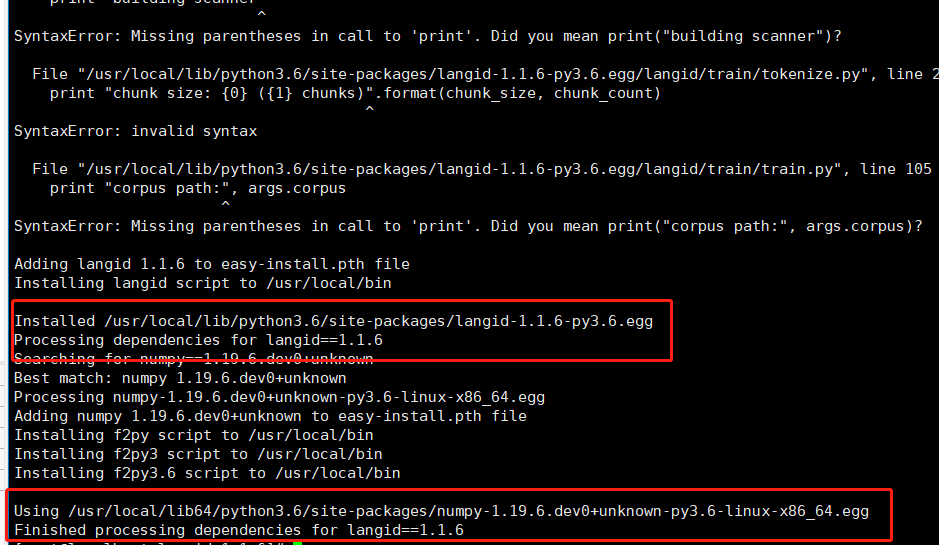 print "building scanner"
^
SyntaxError: Missing parentheses in call to 'print'. Did you mean print("building scanner")?
File "/usr/local/lib/python3.6/site-packages/langid-1.1.6-py3.6.egg/langid/train/tokenize.py", line 2
print "chunk size: {0} ({1} chunks)".format(chunk_size, chunk_count)
^
SyntaxError: invalid syntax
File "/usr/local/lib/python3.6/site-packages/langid-1.1.6-py3.6.egg/langid/train/train.py", line 105
print "corpus path:", args.corpus
^
SyntaxError: Missing parentheses in call to 'print'. Did you mean print("corpus path:", args.corpus)?
Adding langid 1.1.6 to easy-install.pth file
Installing langid script to /usr/local/bin
Installed /usr/local/lib/python3.6/site-packages/langid-1.1.6-py3.6.egg
Processing dependencies for langid==1.1.6
Searching for numpy==1.19.6.dev0+unknown
Best match: numpy 1.19.6.dev0+unknown
Processing numpy-1.19.6.dev0+unknown-py3.6-linux-x86_64.egg
Adding numpy 1.19.6.dev0+unknown to easy-install.pth file
Installing f2py script to /usr/local/bin
Installing f2py3 script to /usr/local/bin
Installing f2py3.6 script to /usr/local/bin
Using /usr/local/lib64/python3.6/site-packages/numpy-1.19.6.dev0+unknown-py3.6-linux-x86_64.egg
Finished processing dependencies for langid==1.1.6